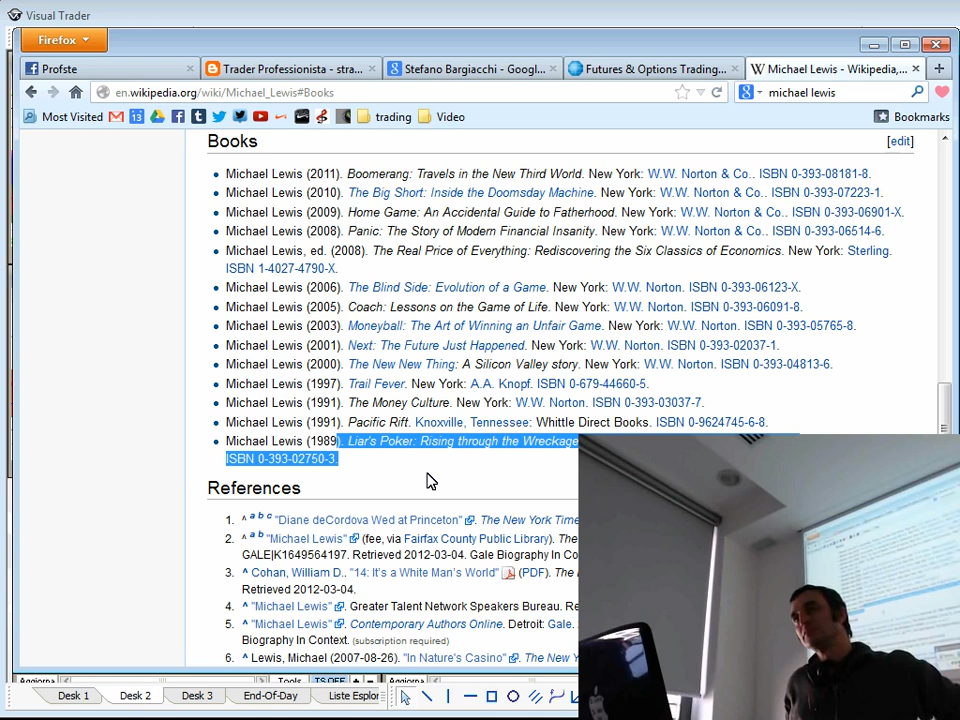 Visual Trader
Firefox
Profste
Trader Professionista - stra...
Stefano Bargiacchi - Googl...
Futures & Options Trading...
Michael Lewis - Wikipedia,...
en.wikipedia.org/wiki/Michael_Lewis#Books
michael lewis
Most Visited
13
trading
Video
Bookmarks
Books
[edit]
Michael Lewis (2011). Boomerang: Travels in the New Third World. New York: W.W. Norton & Co.. ISBN 0-393-08181-8.
Michael Lewis (2010). The Big Short: Inside the Doomsday Machine. New York: W.W. Norton & Co.. ISBN 0-393-07223-1.
Michael Lewis (2009). Home Game: An Accidental Guide to Fatherhood. New York: W.W. Norton & Co.. ISBN 0-393-06901-X.
Michael Lewis (2008). Panic: The Story of Modern Financial Insanity. New York: W.W. Norton & Co.. ISBN 0-393-06514-6.
Michael Lewis, ed. (2008). The Real Price of Everything: Rediscovering the Six Classics of Economics. New York: Sterling.
ISBN 1-4027-4790-X.
Michael Lewis (2006). The Blind Side: Evolution of a Game. New York: W.W. Norton. ISBN 0-393-06123-X.
Michael Lewis (2005). Coach: Lessons on the Game of Life. New York: W.W. Norton. ISBN 0-393-06091-8.
Michael Lewis (2003). Moneyball: The Art of Winning an Unfair Game. New York: W.W. Norton. ISBN 0-393-05765-8.
Michael Lewis (2001). Next: The Future Just Happened. New York: W.W. Norton. ISBN 0-393-02037-1.
Michael Lewis (2000). The New New Thing: A Silicon Valley story. New York: W.W. Norton. ISBN 0-393-04813-6.
Michael Lewis (1997). Trail Fever. New York: A.A. Knopf. ISBN 0-679-44660-5.
Michael Lewis (1991). The Money Culture. New York: W.W. Norton. ISBN 0-393-03037-7.
Michael Lewis (1991). Pacific Rift. Knoxville, Tennessee: Whittle Direct Books. ISBN 0-9624745-6-8.
Michael Lewis (1989). Liar's Poker: Rising through the Wreckage
ISBN 0-393-02750-3.
References
1. ^ a b c "Diane deCordova Wed at Princeton". The New York Time
2. ^ a b "Michael Lewis" (fee, via Fairfax County Public Library). The
GALE|K1649564197. Retrieved 2012-03-04. Gale Biography In Co
3. ^ Cohan, William D.. "14: It's a White Man's World" (PDF). The
Retrieved 2012-03-04.
4. ^ "Michael Lewis". Greater Talent Network Speakers Bureau. Re
5. ^ "Michael Lewis". Contemporary Authors Online. Detroit: Gale.
Biography In Context. (subscription required)
6. ^ Lewis, Michael (2007-08-26). "In Nature's Casino". The New Y
Aggiorna
Tools
TS OFF
Aggiorna
Desk 1
Desk 2
Desk 3
End-Of-Day
Liste Esplor